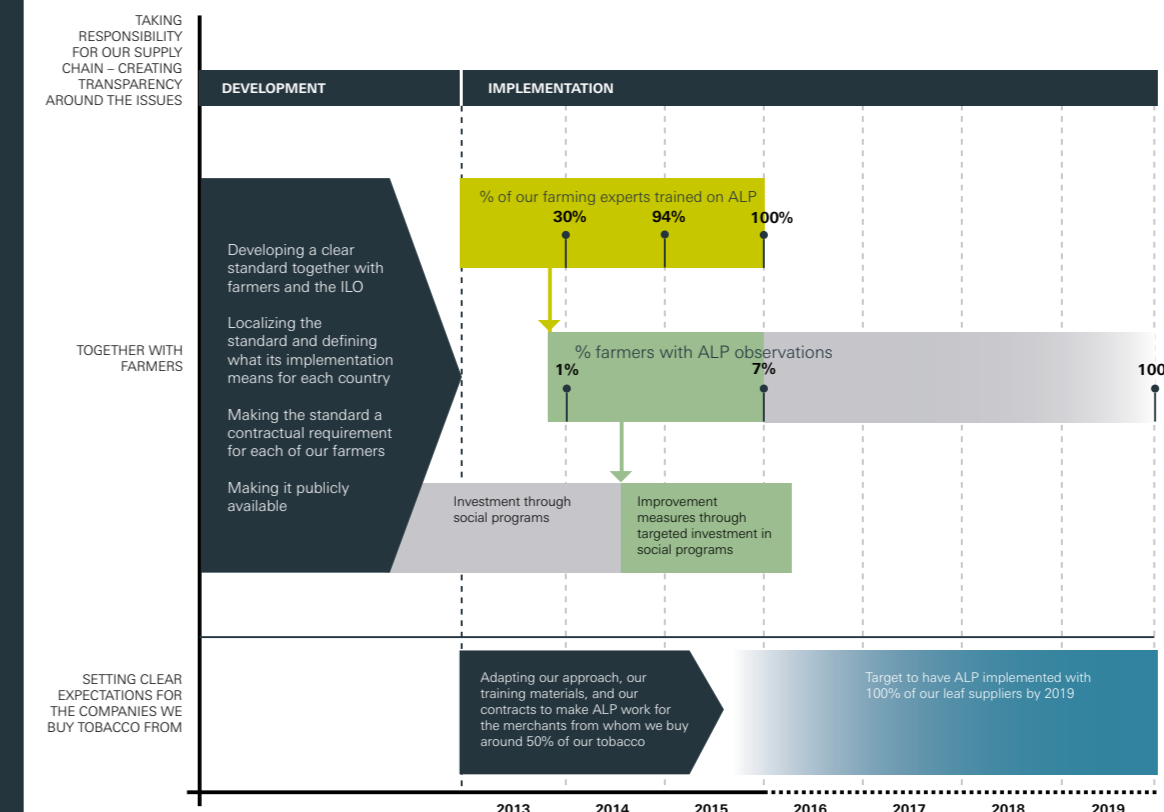 TAKING
RESPONSIBILITY
FOR OUR SUPPLY
CHAIN – CREATING
TRANSPARENCY
AROUND THE ISSUES
DEVELOPMENT
IMPLEMENTATION
% of our farming experts trained on ALP
30%
94%
100%
Developing a clear
standard together with
farmers and the ILO
Localizing the
standard and defining
what its implementation
means for each country
Making the standard a
contractual requirement
for each of our farmers
Making it publicly
available
TOGETHER WITH
FARMERS
% farmers with ALP observations
1%
7%
100
Investment through
social programs
Improvement
measures through
targeted investment in
social programs
SETTING CLEAR
EXPECTATIONS FOR
THE COMPANIES WE
BUY TOBACCO FROM
Adapting our approach, our
training materials, and our
contracts to make ALP work for
the merchants from whom we buy
around 50% of our tobacco
Target to have ALP implemented with
100% of our leaf suppliers by 2019
2013 2014 2015 2016 2017 2018 2019